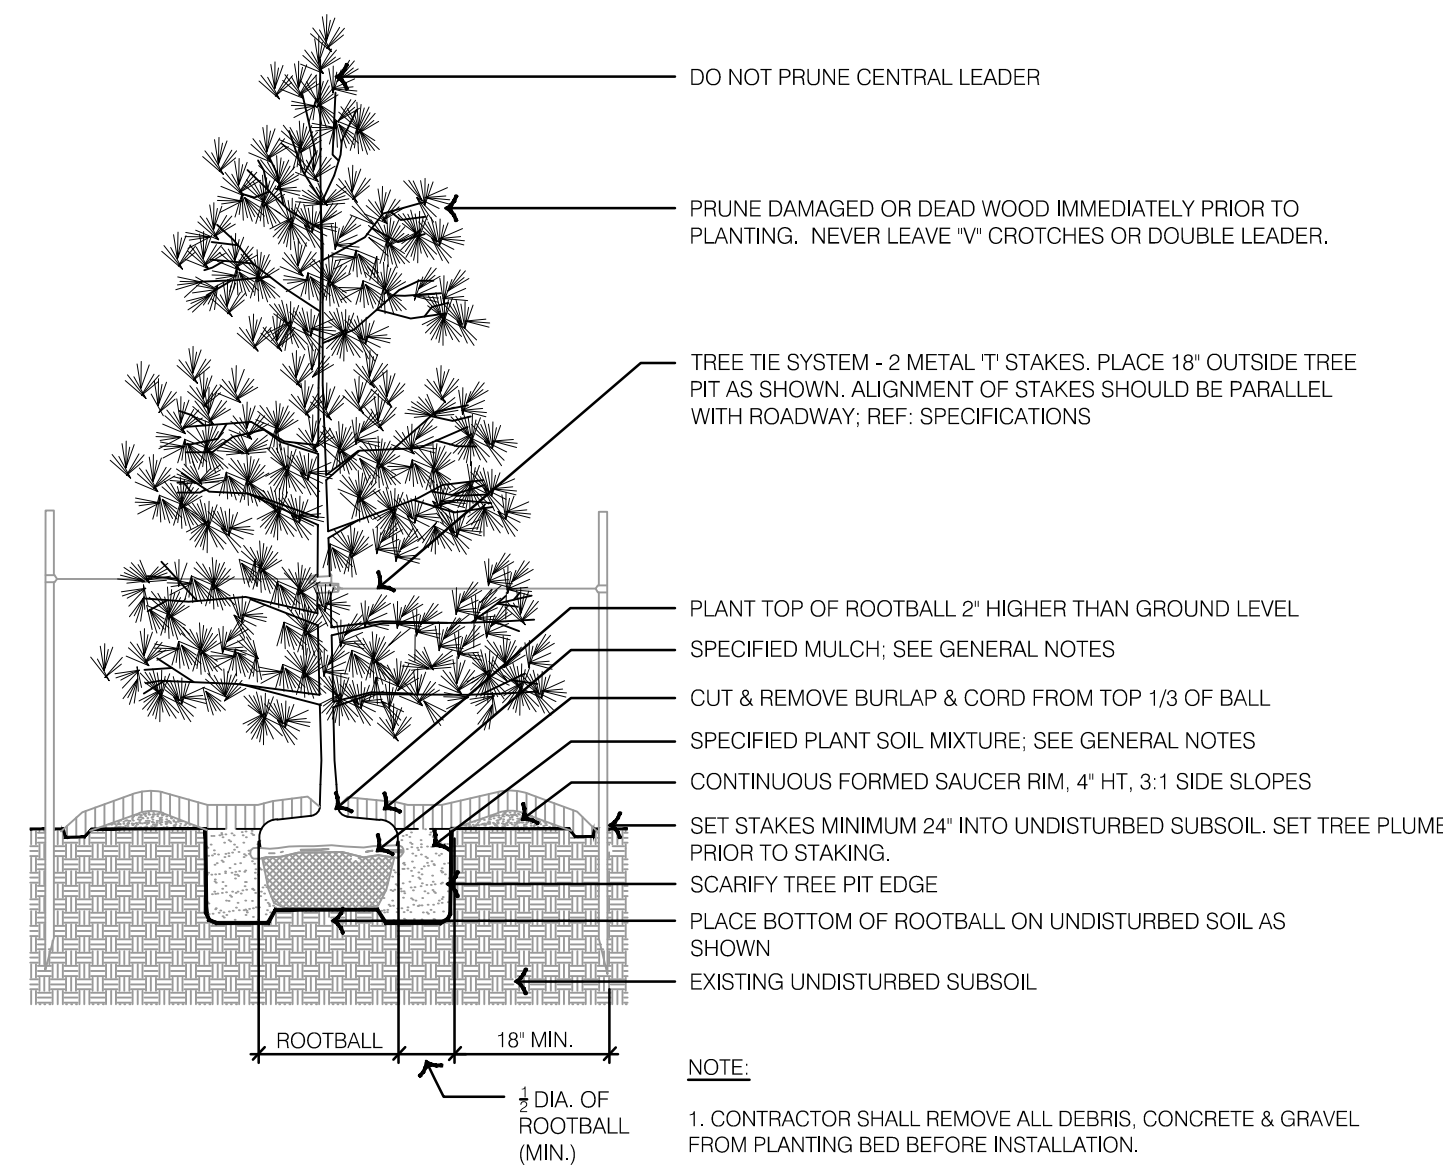 DO NOT PRUNE CENTRAL LEADER
PRUNE DAMAGED OR DEAD WOOD IMMEDIATELY PRIOR TO
PLANTING. NEVER LEAVE "V" CROTCHES OR DOUBLE LEADER.
TREE TIE SYSTEM - 2 METAL 'T' STAKES. PLACE 18" OUTSIDE TREE
PIT AS SHOWN. ALIGNMENT OF STAKES SHOULD BE PARALLEL
WITH ROADWAY; REF: SPECIFICATIONS
PLANT TOP OF ROOTBALL 2" HIGHER THAN GROUND LEVEL
SPECIFIED MULCH; SEE GENERAL NOTES
CUT & REMOVE BURLAP & CORD FROM TOP 1/3 OF BALL
SPECIFIED PLANT SOIL MIXTURE; SEE GENERAL NOTES
CONTINUOUS FORMED SAUCER RIM, 4" HT, 3:1 SIDE SLOPES
SET STAKES MINIMUM 24" INTO UNDISTURBED SUBSOIL. SET TREE PLUMB
PRIOR TO STAKING.
SCARIFY TREE PIT EDGE
PLACE BOTTOM OF ROOTBALL ON UNDISTURBED SOIL AS
SHOWN
EXISTING UNDISTURBED SUBSOIL
ROOTBALL
18" MIN.
½ DIA. OF
ROOTBALL
(MIN.)
NOTE:
1. CONTRACTOR SHALL REMOVE ALL DEBRIS, CONCRETE & GRAVEL
FROM PLANTING BED BEFORE INSTALLATION.